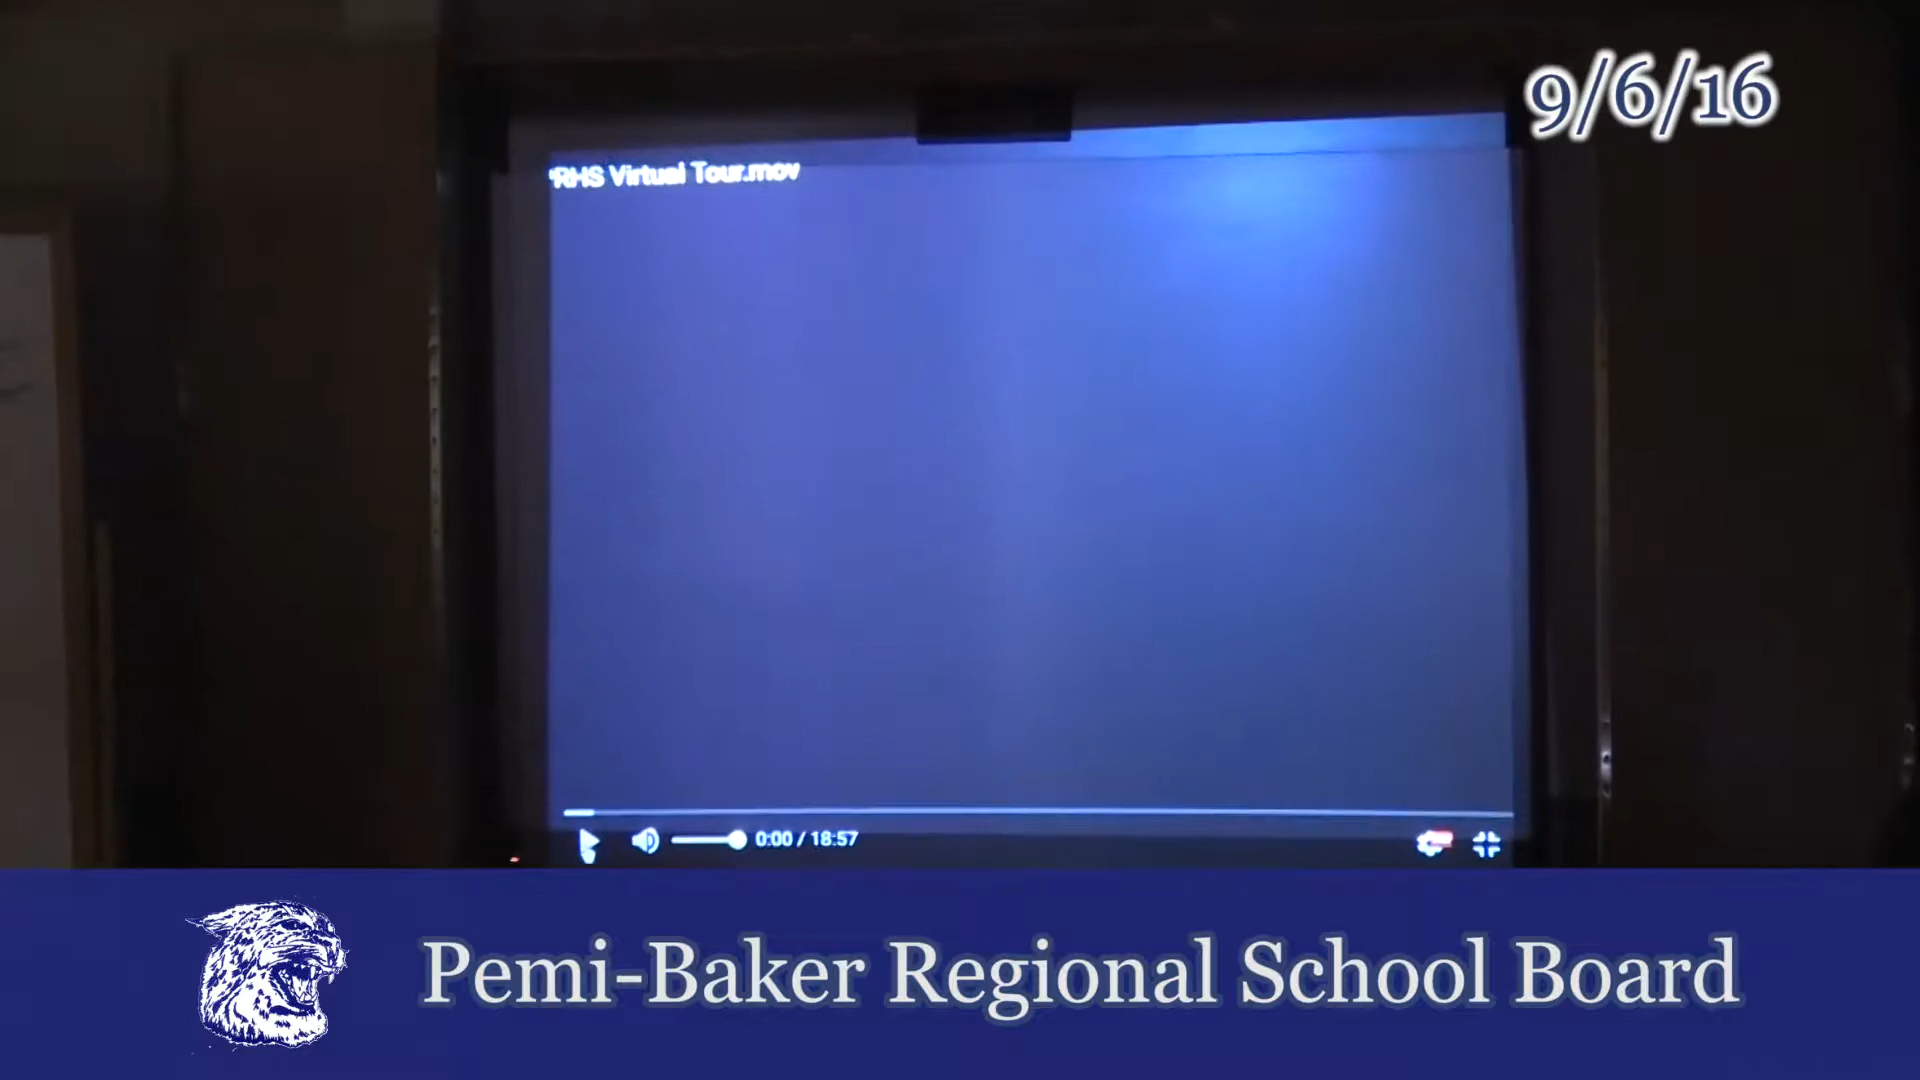 9/6/16
RHS Virtual Tour.mov
0:00 / 18:57
Pemi-Baker Regional School Board